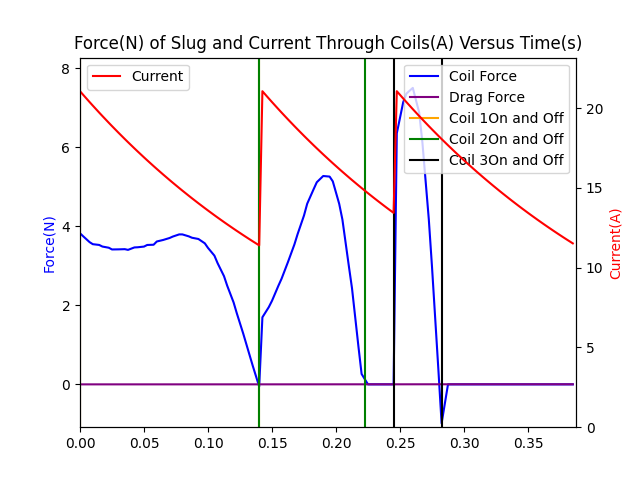 Force(N) of Slug and Current Through Coils(A) Versus Time(s)
Current
Coil Force
Drag Force
Coil 1On and Off
Coil 2On and Off
Coil 3On and Off
Force(N)
8
6
4
2
0
Current(A)
20
15
10
5
0
0.00
0.05
0.10
0.15
0.20
0.25
0.30
0.35